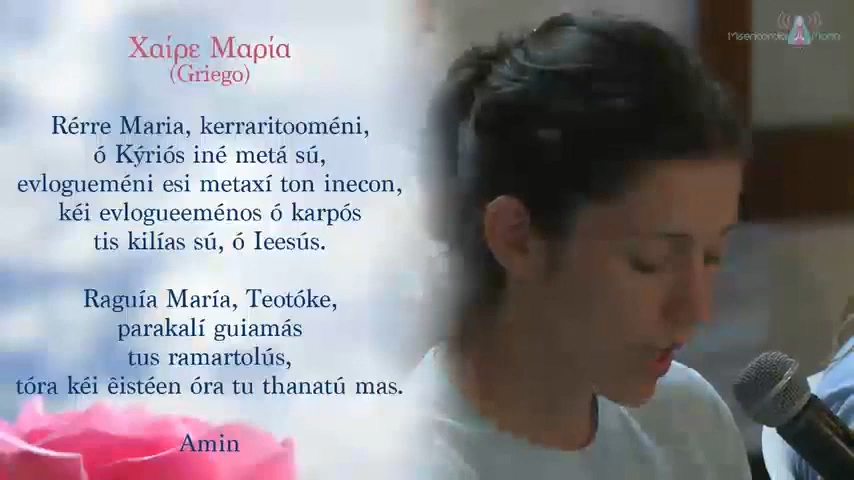 Χαίρε Μαρία
(Griego)
Rérre Maria, kerraritooméni,
ó Kýriós iné metá sú,
evlogueméni esi metaxí ton inecon,
kéi evlogueeménos ó karpós
tis kilías sú, ó Ieesús.
Raguía María, Teotóke,
parakalí guiamás
tus ramartolús,
tóra kéi êistéen óra tu thanatú mas.
Amin
Misericordia